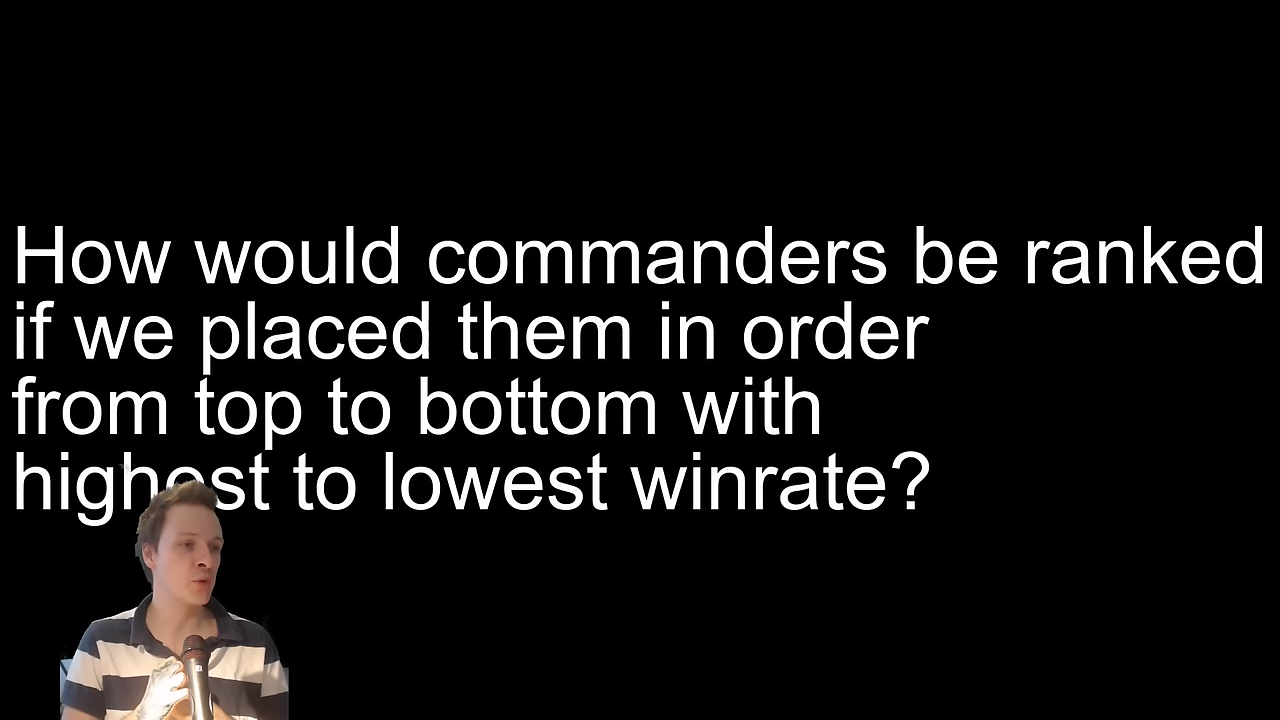 How would commanders be ranked
if we placed them in order
from top to bottom with
highest to lowest winrate?